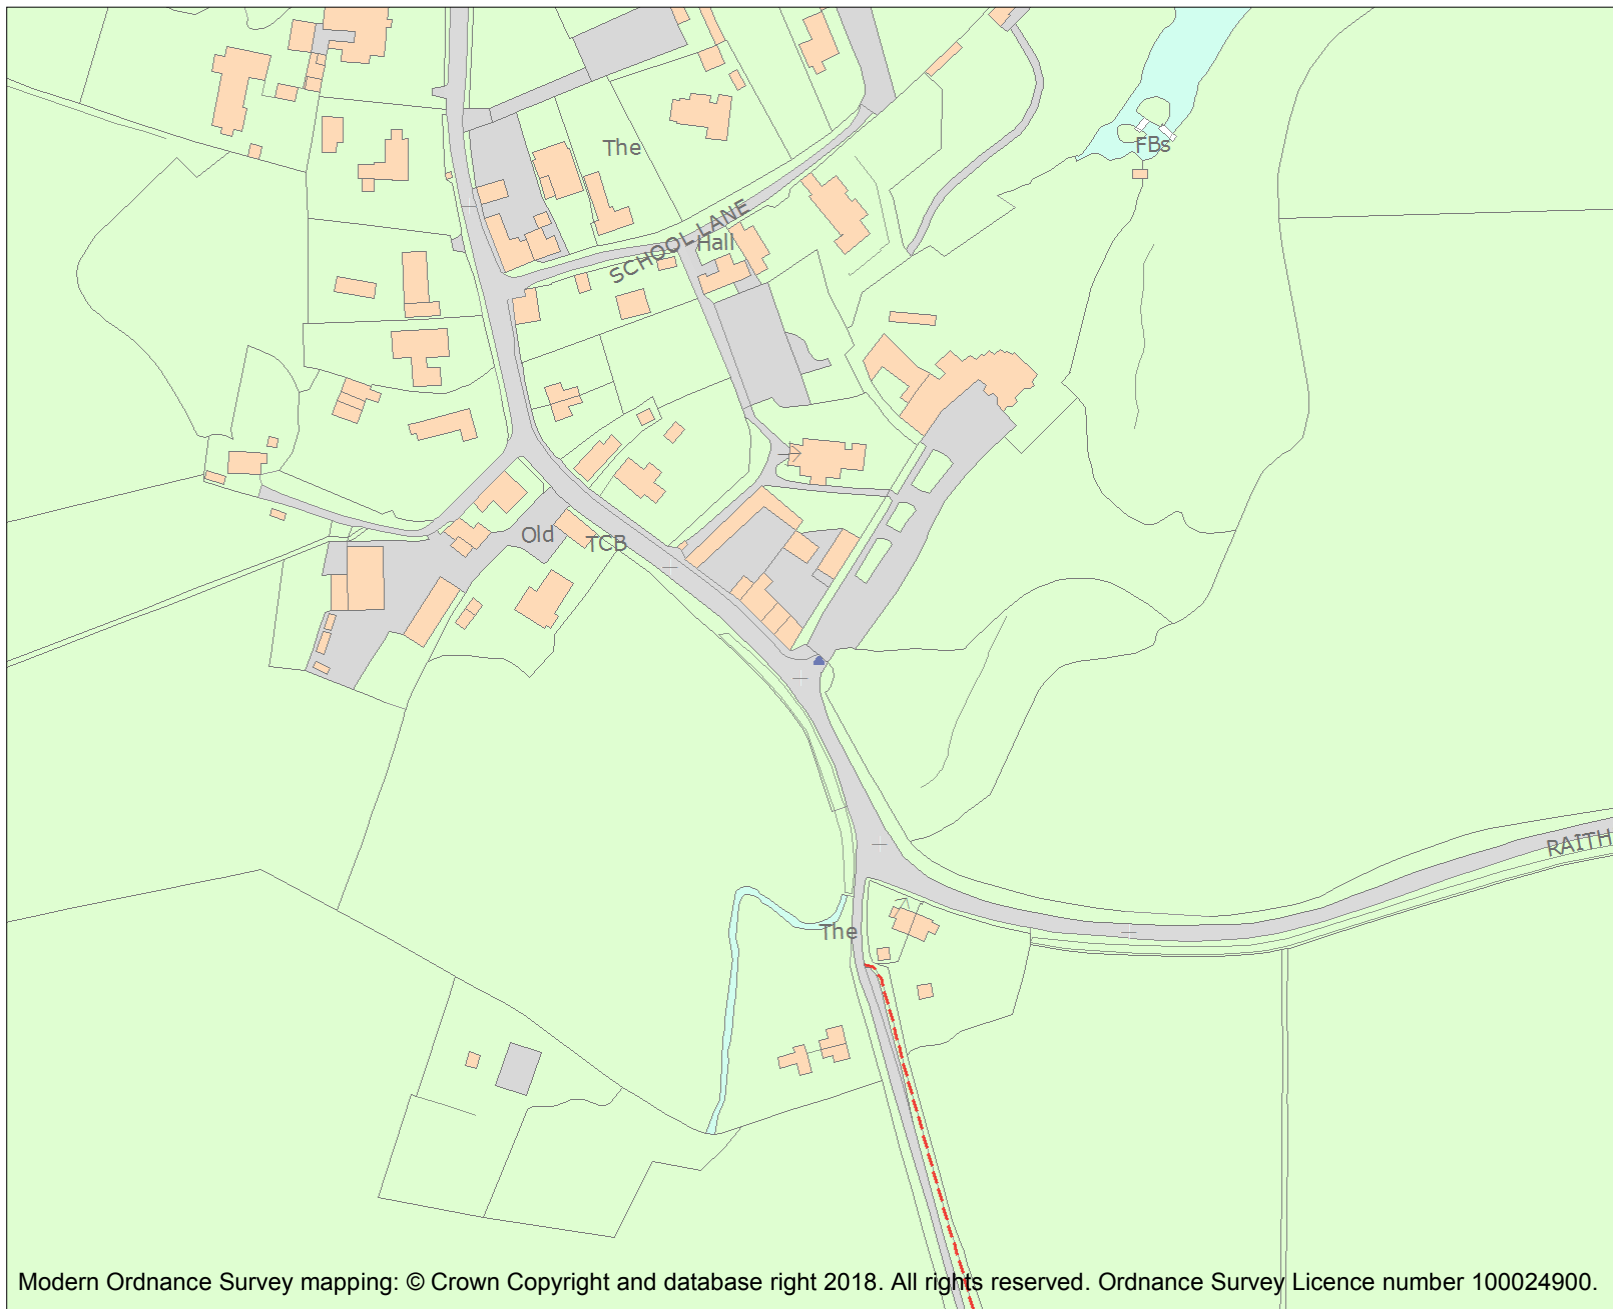 The
FBs
SCHOOL LANE
Hall
Old
TCB
RAITH
The
Modern Ordnance Survey mapping: © Crown Copyright and database right 2018. All rights reserved. Ordnance Survey Licence number 100024900.